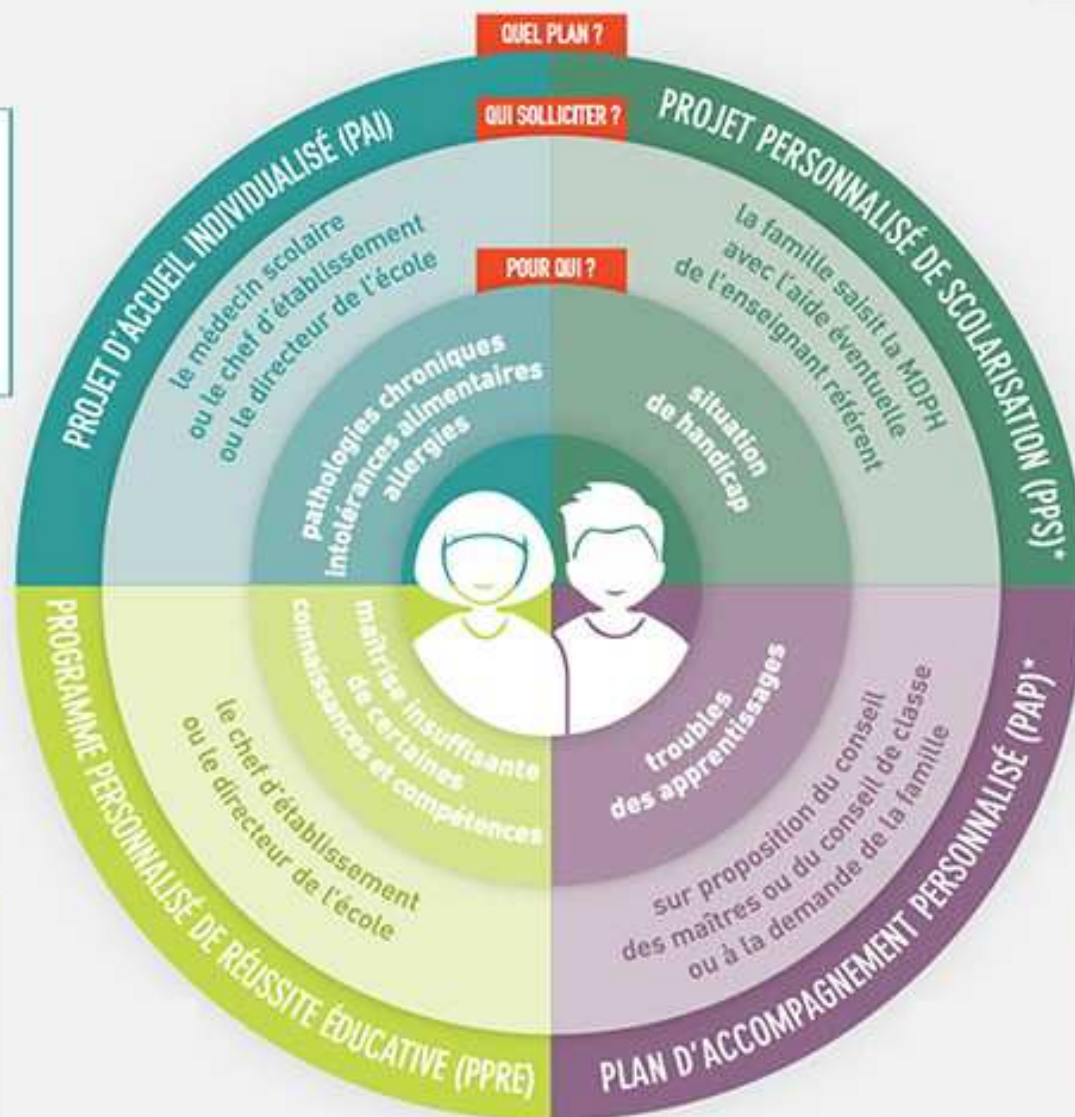 QUEL PLAN ?
QUI SOLLICITER ?
POUR QUI ?
PROJET D'ACCUEIL INDIVIDUALISÉ (PAI)
le médecin scolaire
ou le chef d'établissement
ou le directeur de l'école
pathologies chroniques
intolérances alimentaires
allergies
PROJET PERSONNALISÉ DE SCOLARISATION (PPS)*
la famille saisit la MDPH
avec l'aide éventuelle
de l'enseignant référent
situation
de handicap
PROGRAMME PERSONNALISÉ DE RÉUSSITE ÉDUCATIVE (PPRE)
le chef d'établissement
ou le directeur de l'école
maîtrise insuffisante
de certaines
connaissances et compétences
PLAN D'ACCOMPAGNEMENT PERSONNALISÉ (PAP)*
sur proposition du conseil
des maîtres ou du conseil de classe
ou à la demande de la famille
troubles
des apprentissages